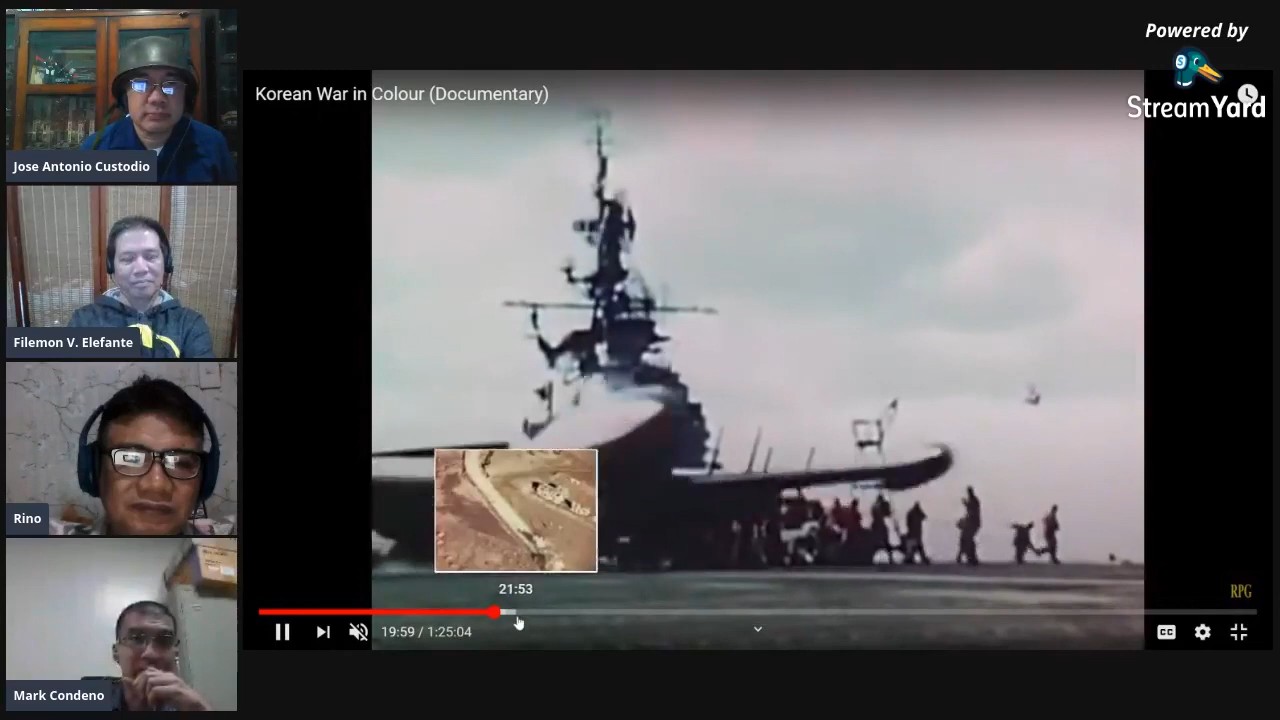 Powered by
StreamYard
Korean War in Colour (Documentary)
Jose Antonio Custodio
Filemon V. Elefante
Rino
Mark Condeno
21:53
RPG
19:59 / 1:25:04
CC